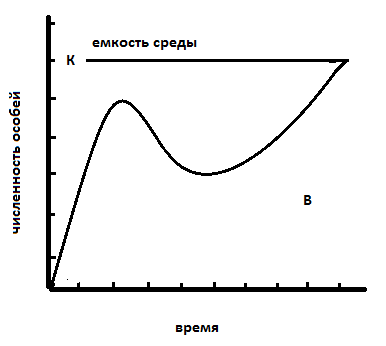 емкость среды
К
численность особей
В
время